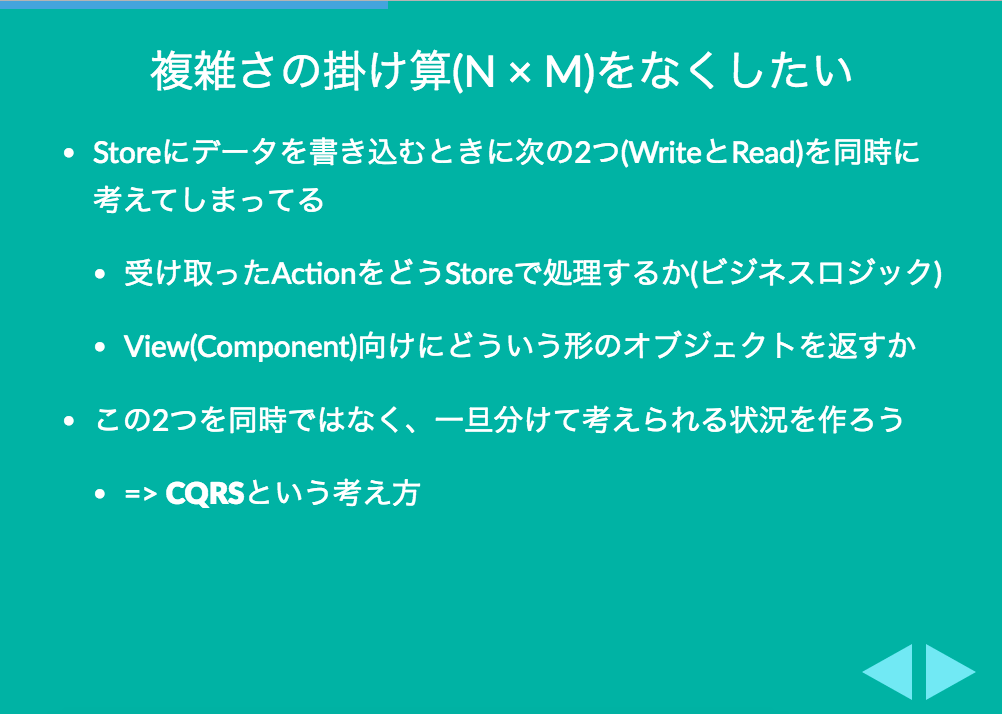 複雑さの掛け算(N × M)をなくしたい
• Storeにデータを書き込むときに次の2つ(WriteとRead)を同時に
考えてしまってる
• 受け取ったActionをどうStoreで処理するか(ビジネスロジック)
• View(Component)向けにどういう形のオブジェクトを返すか
• この2つを同時ではなく、一旦分けて考えられる状況を作ろう
• => CQRSという考え方